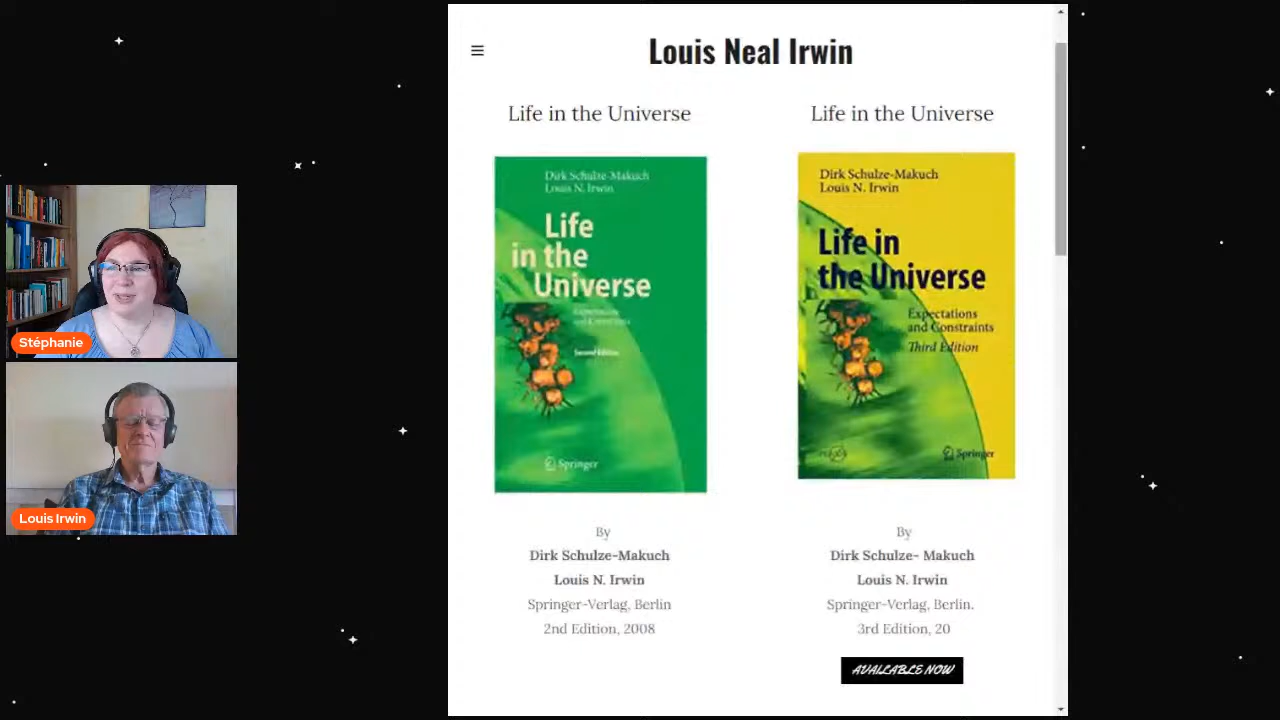 Louis Neal Irwin
Life in the Universe
Dirk Schulze-Makuch
Louis N. Irwin
Life
in the
Universe
Expectations
and Constraints
Second Edition
Springer
By
Dirk Schulze-Makuch
Louis N. Irwin
Springer-Verlag, Berlin
2nd Edition, 2008
Life in the Universe
Dirk Schulze-Makuch
Louis N. Irwin
Life in
the Universe
Expectations
and Constraints
Third Edition
Springer
By
Dirk Schulze- Makuch
Louis N. Irwin
Springer-Verlag, Berlin.
3rd Edition, 20
AVAILABLE NOW
Stéphanie
Louis Irwin